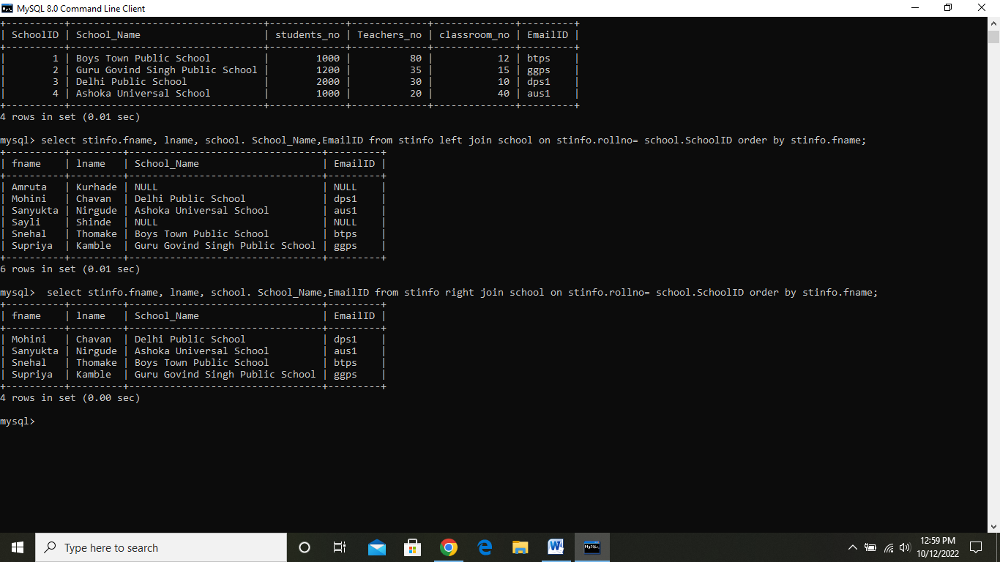 MySQL 8.0 Command Line Client
+----------+--------------------------------+-------------+-------------+--------------+---------+
| SchoolID | School_Name                    | students_no | Teachers_no | classroom_no | EmailID |
+----------+--------------------------------+-------------+-------------+--------------+---------+
|        1 | Boys Town Public School        |        1000 |          80 |           12 | btps    |
|        2 | Guru Govind Singh Public School |        1200 |          35 |           15 | ggps    |
|        3 | Delhi Public School            |        2000 |          30 |           10 | dps1    |
|        4 | Ashoka Universal School        |        1000 |          20 |           40 | aus1    |
+----------+--------------------------------+-------------+-------------+--------------+---------+
4 rows in set (0.01 sec)
mysql> select stinfo.fname, lname, school. School_Name,EmailID from stinfo left join school on stinfo.rollno= school.SchoolID order by stinfo.fname;
+----------+---------+---------------------------------+---------+
| fname    | lname   | School_Name                     | EmailID |
+----------+---------+---------------------------------+---------+
| Amruta   | Kurhade | NULL                            | NULL    |
| Mohini   | Chavan  | Delhi Public School             | dps1    |
| Sanyukta | Nirgude | Ashoka Universal School         | aus1    |
| Sayli    | Shinde  | NULL                            | NULL    |
| Snehal   | Thomake | Boys Town Public School         | btps    |
| Supriya  | Kamble  | Guru Govind Singh Public School | ggps    |
+----------+---------+---------------------------------+---------+
6 rows in set (0.01 sec)
mysql>  select stinfo.fname, lname, school. School_Name,EmailID from stinfo right join school on stinfo.rollno= school.SchoolID order by stinfo.fname;
+----------+---------+---------------------------------+---------+
| fname    | lname   | School_Name                     | EmailID |
+----------+---------+---------------------------------+---------+
| Mohini   | Chavan  | Delhi Public School             | dps1    |
| Sanyukta | Nirgude | Ashoka Universal School         | aus1    |
| Snehal   | Thomake | Boys Town Public School         | btps    |
| Supriya  | Kamble  | Guru Govind Singh Public School | ggps    |
+----------+---------+---------------------------------+---------+
4 rows in set (0.00 sec)
mysql>
Type here to search
12:59 PM
10/12/2022